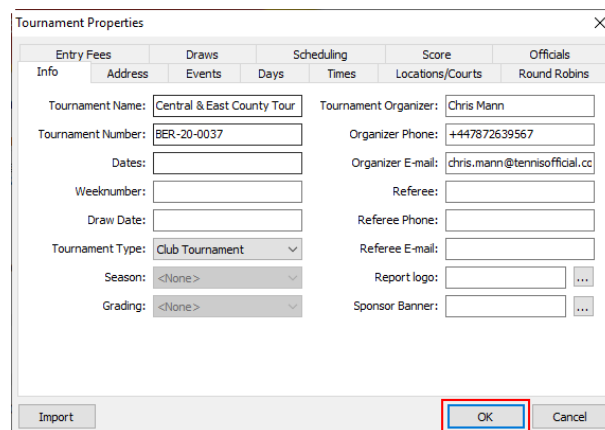 Tournament Properties
Entry Fees Draws Scheduling Score Officials
Info Address Events Days Times Locations/Courts Round Robins
Tournament Name: Central & East County Tour Tournament Organizer: Chris Mann
Tournament Number: BER-20-0037 Organizer Phone: +447872639567
Dates: Organizer E-mail: chris.mann@tennisofficial.cc
Weeknumber: Referee:
Draw Date: Referee Phone:
Tournament Type: Club Tournament Referee E-mail:
Season: <None> Report logo: ...
Grading: <None> Sponsor Banner: ...
Import OK Cancel